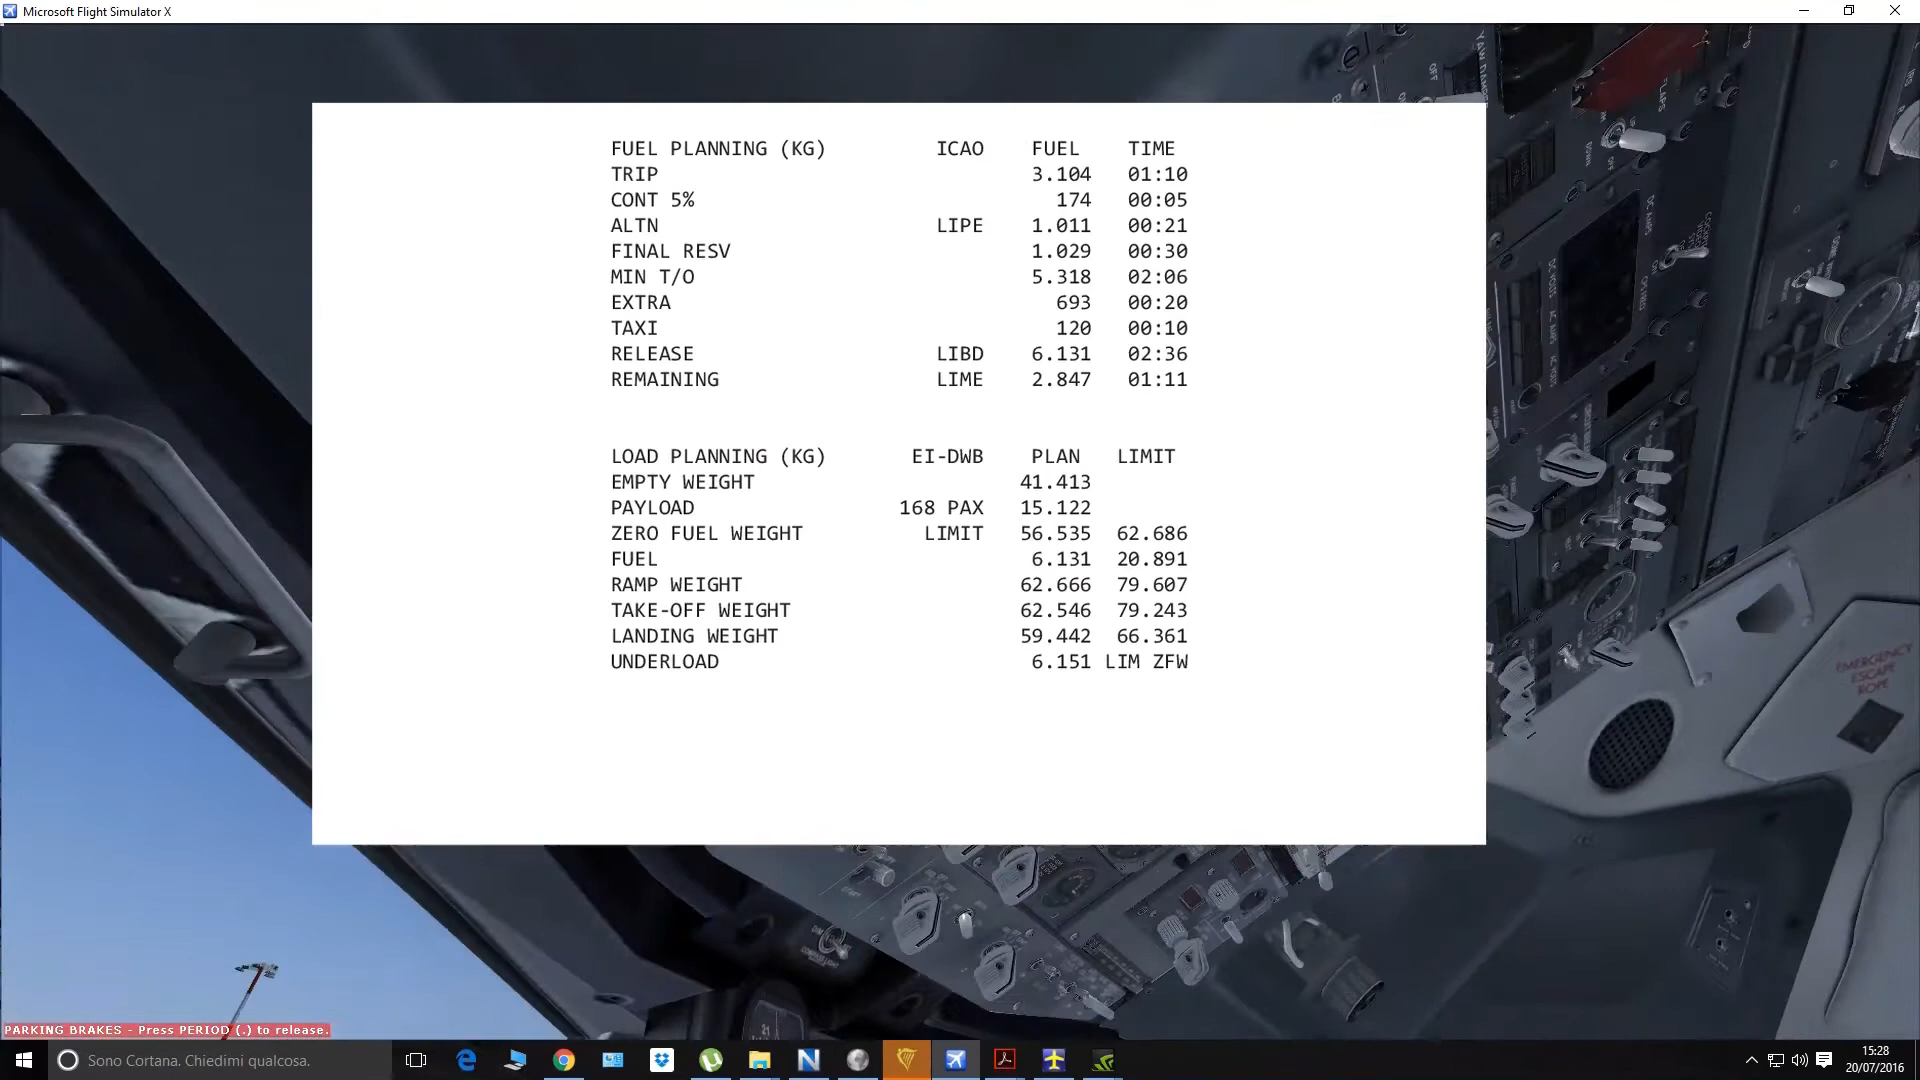 Microsoft Flight Simulator X
FUEL PLANNING (KG) ICAO FUEL TIME
TRIP 3.104 01:10
CONT 5% 174 00:05
ALTN LIPE 1.011 00:21
FINAL RESV 1.029 00:30
MIN T/O 5.318 02:06
EXTRA 693 00:20
TAXI 120 00:10
RELEASE LIBD 6.131 02:36
REMAINING LIME 2.847 01:11
LOAD PLANNING (KG) EI-DWB PLAN LIMIT
EMPTY WEIGHT 41.413
PAYLOAD 168 PAX 15.122
ZERO FUEL WEIGHT LIMIT 56.535 62.686
FUEL 6.131 20.891
RAMP WEIGHT 62.666 79.607
TAKE-OFF WEIGHT 62.546 79.243
LANDING WEIGHT 59.442 66.361
UNDERLOAD 6.151 LIM ZFW
EMERGENCY
ESCAPE
ROPE
PARKING BRAKES - Press PERIOD (.) to release.
Sono Cortana. Chiedimi qualcosa.
15:28
20/07/2016